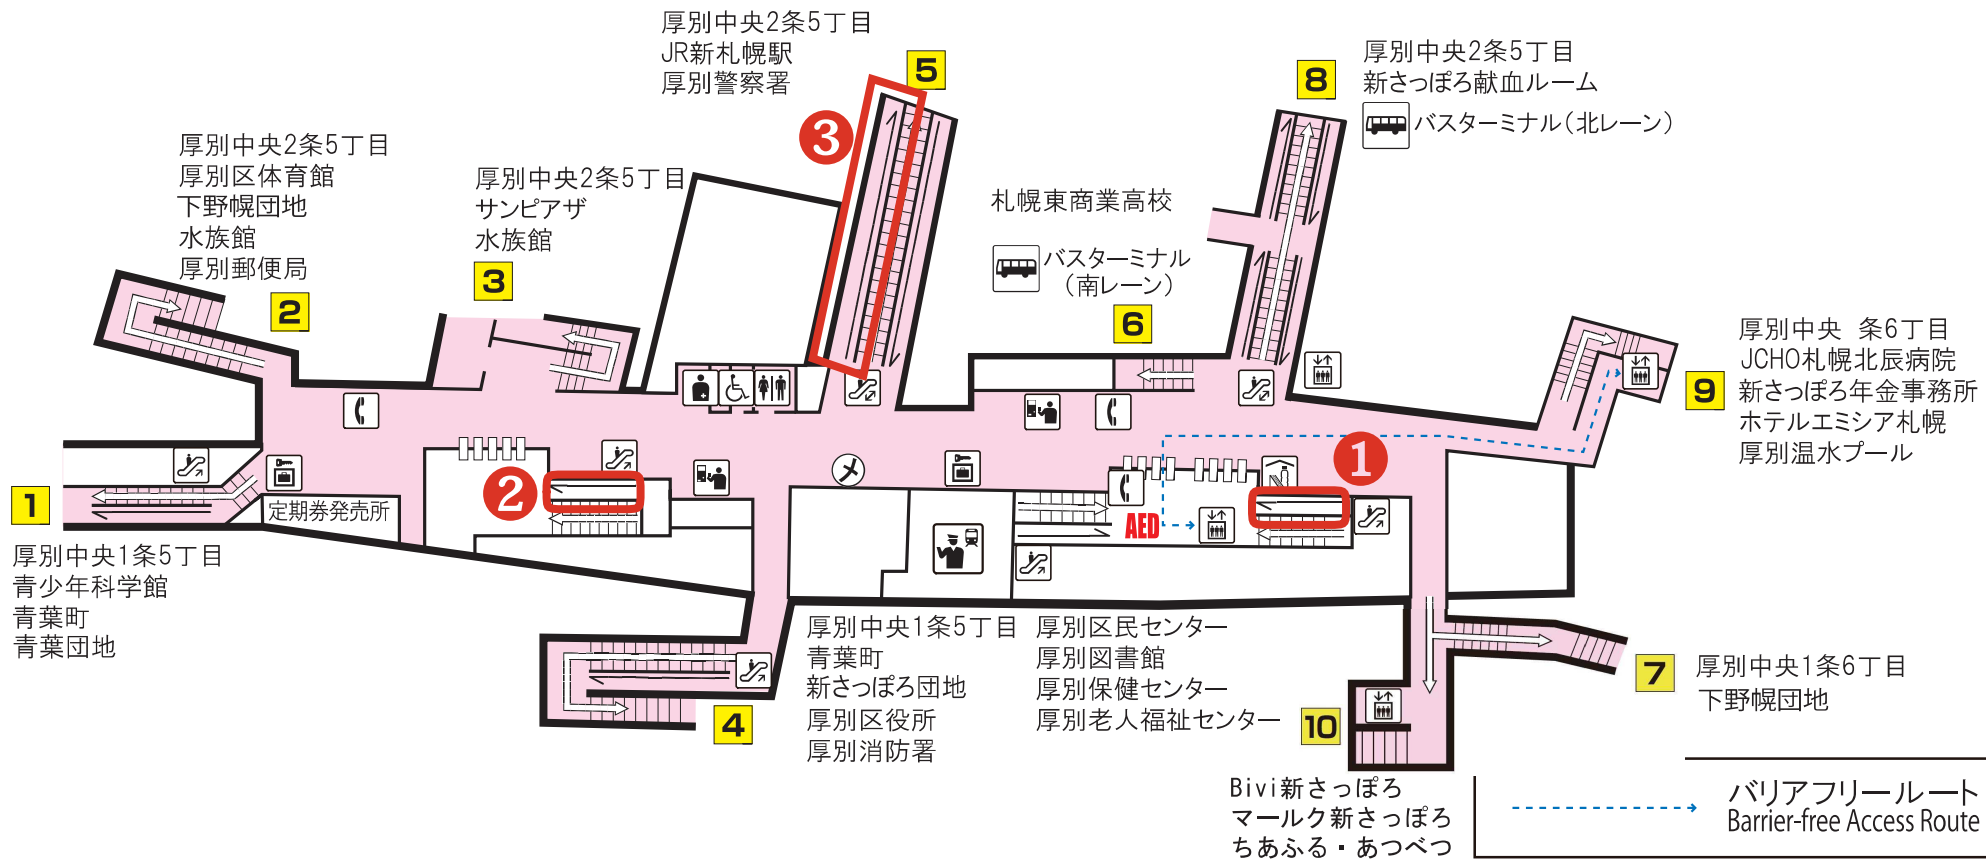 厚別中央2条5丁目
JR新札幌駅
厚別警察署
5
3
厚別中央2条5丁目
新さっぽろ献血ルーム
バスターミナル(北レーン)
8
厚別中央2条5丁目
厚別区体育館
下野幌団地
水族館
厚別郵便局
2
厚別中央2条5丁目
サンピアザ
水族館
3
札幌東商業高校
バスターミナル
(南レーン)
6
厚別中央 条6丁目
JCHO札幌北辰病院
新さっぽろ年金事務所
ホテルエミシア札幌
厚別温水プール
9
1
2
メ
AED
定期券発売所
1
厚別中央1条5丁目
青少年科学館
青葉町
青葉団地
4
厚別中央1条5丁目
青葉町
新さっぽろ団地
厚別区役所
厚別消防署
厚別区民センター
厚別図書館
厚別保健センター
厚別老人福祉センター
7
厚別中央1条6丁目
下野幌団地
10
Bivi新さっぽろ
マールク新さっぽろ
ちあふる・あつべつ
バリアフリールート
Barrier-free Access Route